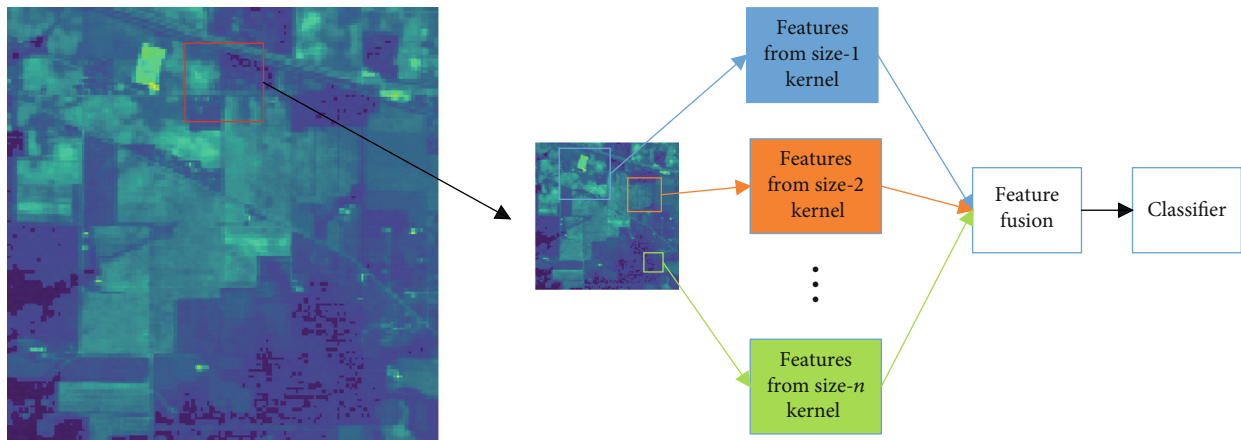 Features
from size-1
kernel
Features
from size-2
kernel
Features
from size-n
kernel
Feature
fusion
Classifier